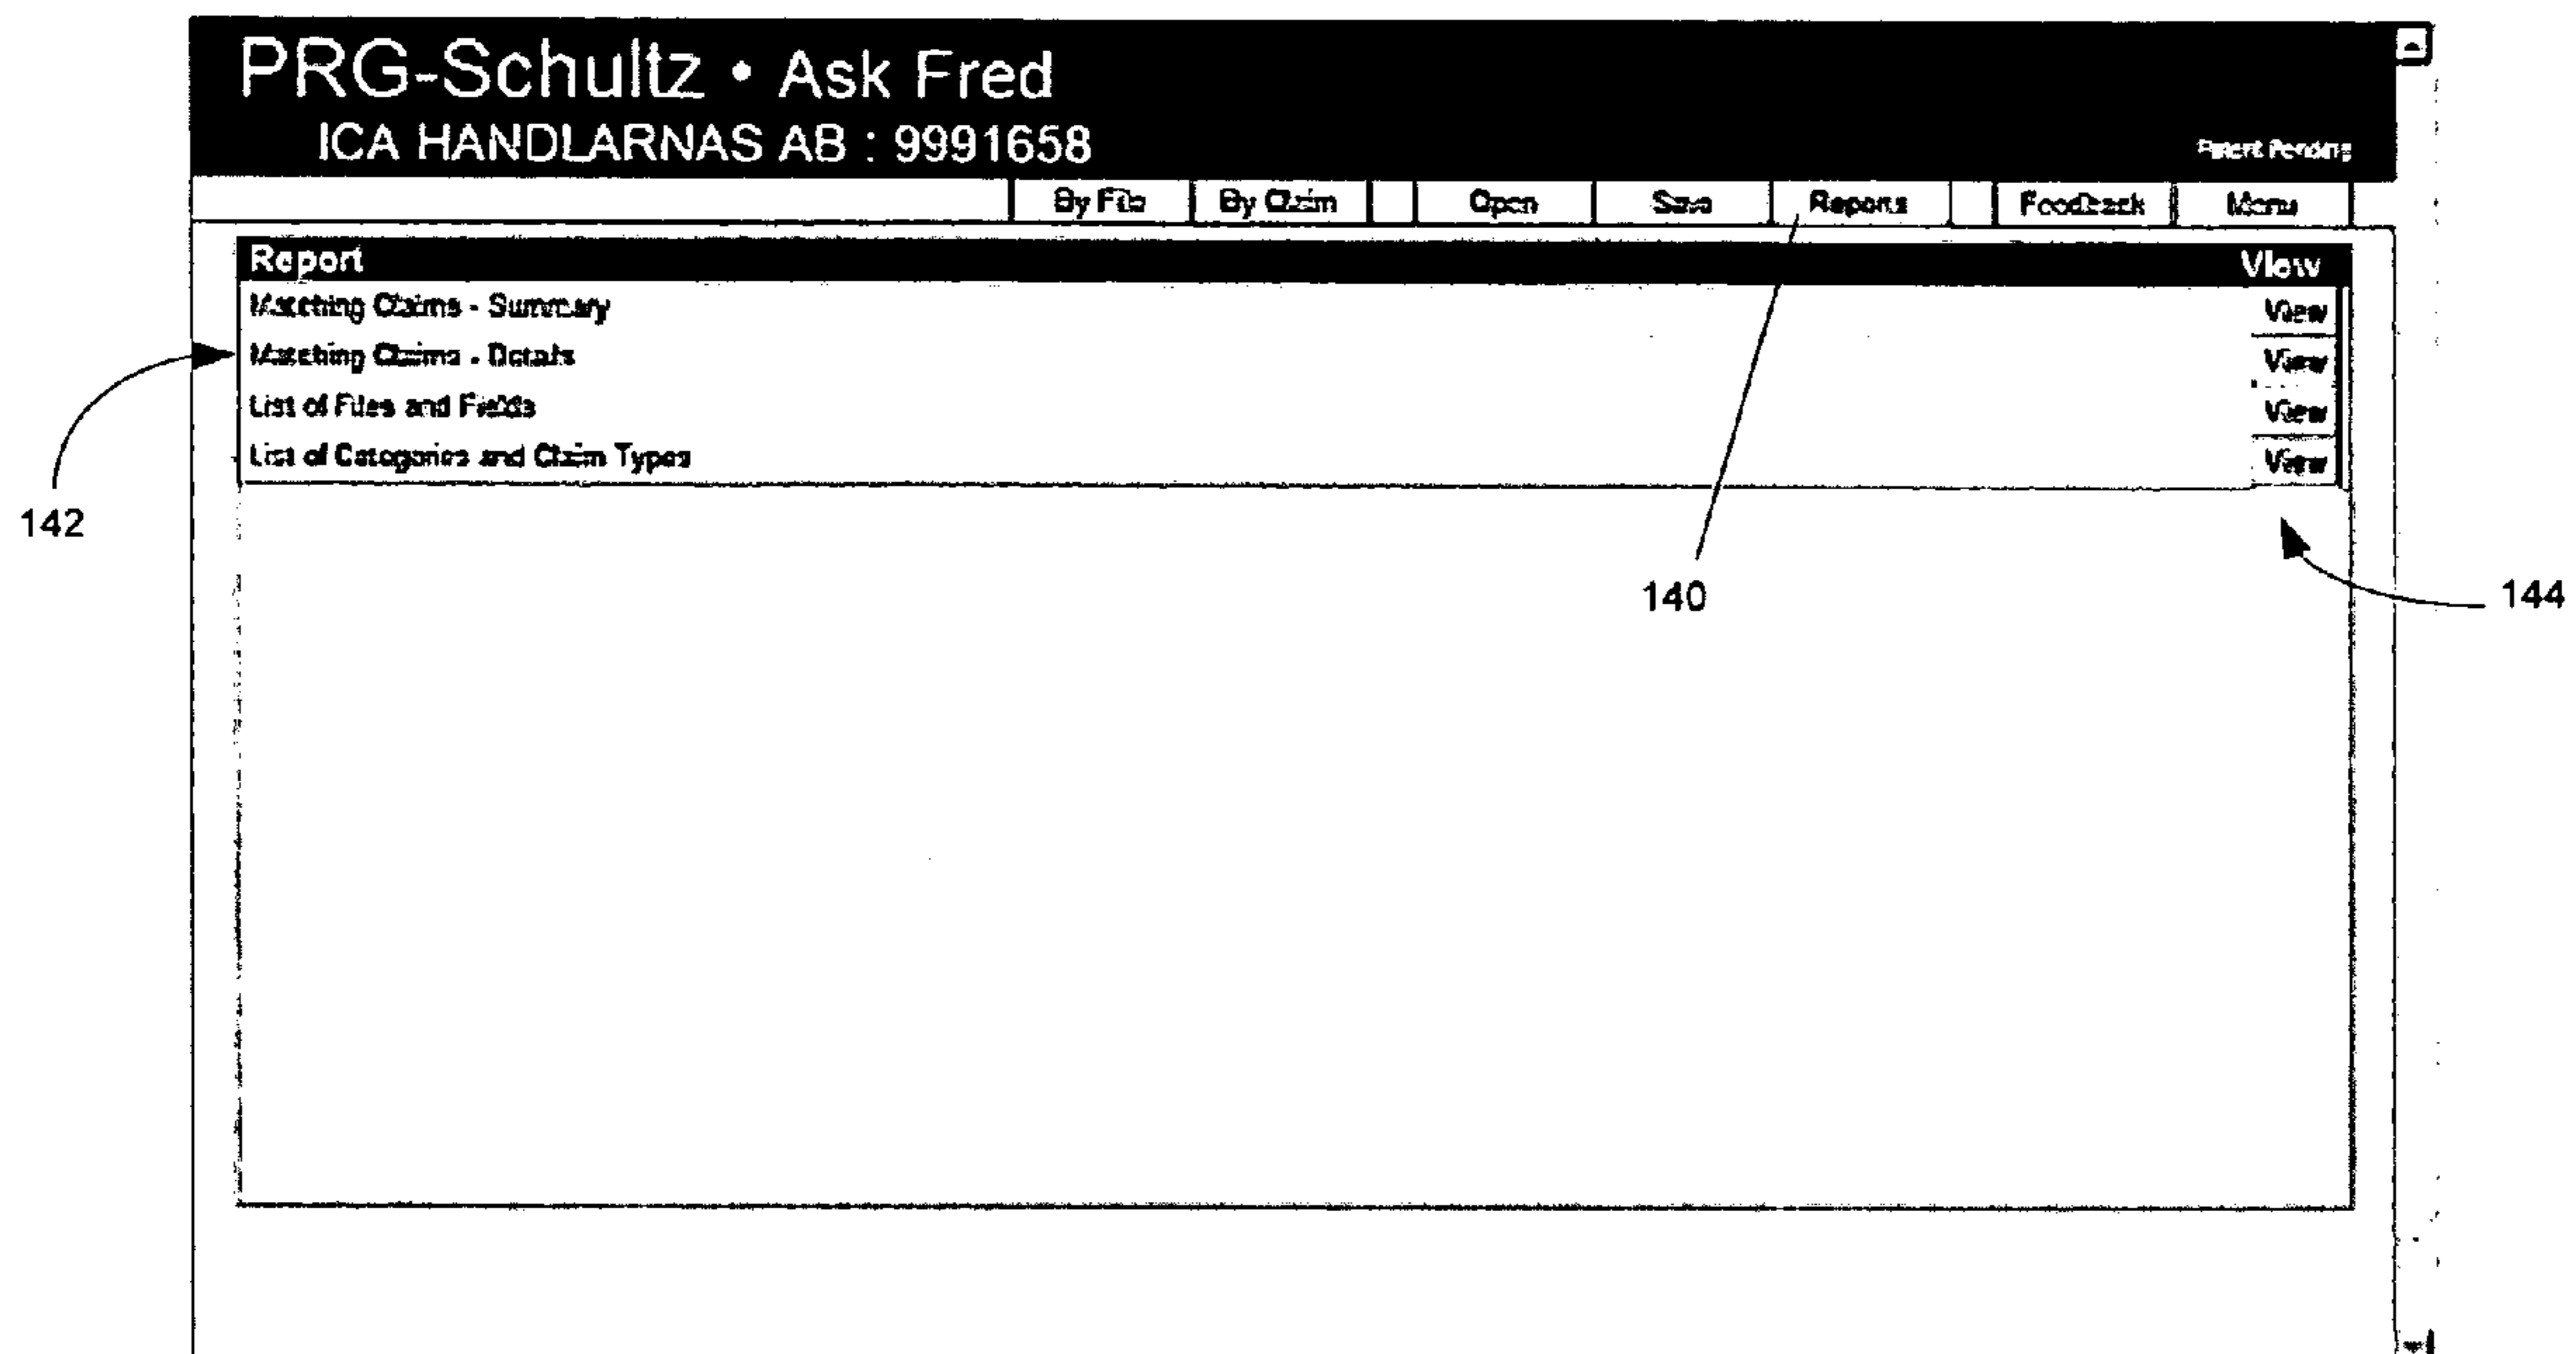 PRG-Schultz • Ask Fred
ICA HANDLARNAS AB : 9991658
Patent Pending
By File By Claim Open Save Reports Feedback Menu
Report View
Matching Claims - Summary View
Matching Claims - Details View
List of Files and Fields View
List of Categories and Claim Types View
142
140
144